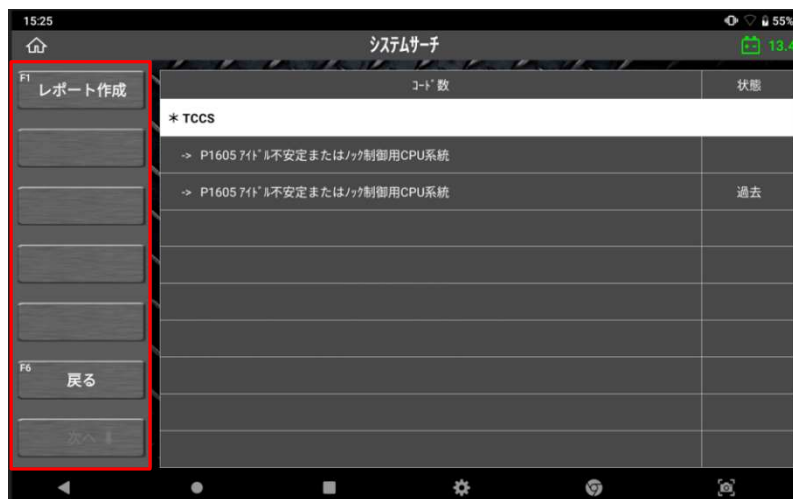 15:25
55%
システムサーチ
13.4
F1
レポート作成
ｺｰﾄﾞ数
状態
* TCCS
-> P1605 ｱｲﾄﾞﾙ不安定またはﾉｯｸ制御用CPU系統
-> P1605 ｱｲﾄﾞﾙ不安定またはﾉｯｸ制御用CPU系統
過去
F6
戻る
次へ ⬇